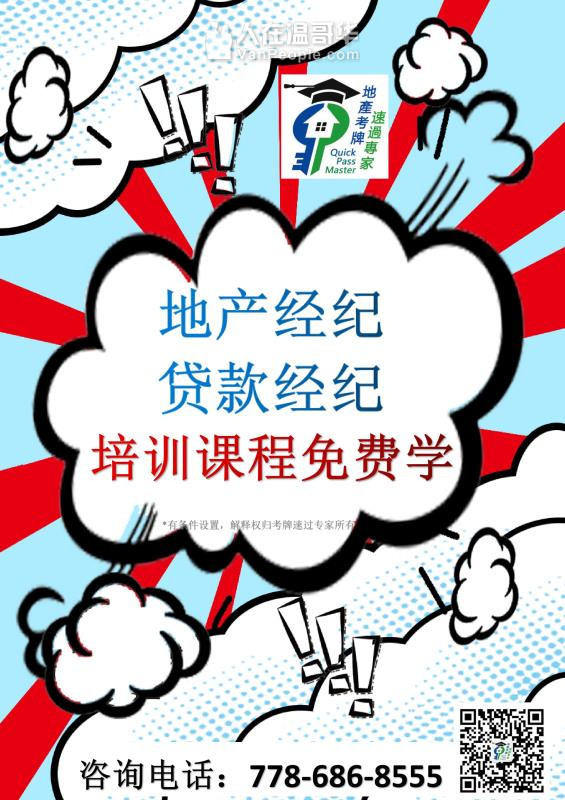 人在温哥华
VanPeople.com
地產考牌
速過專家
Quick
Pass
Master
地产经纪
贷款经纪
培训课程免费学
*有条件设置，解释权归考牌速过专家所有
咨询电话：778-686-8555